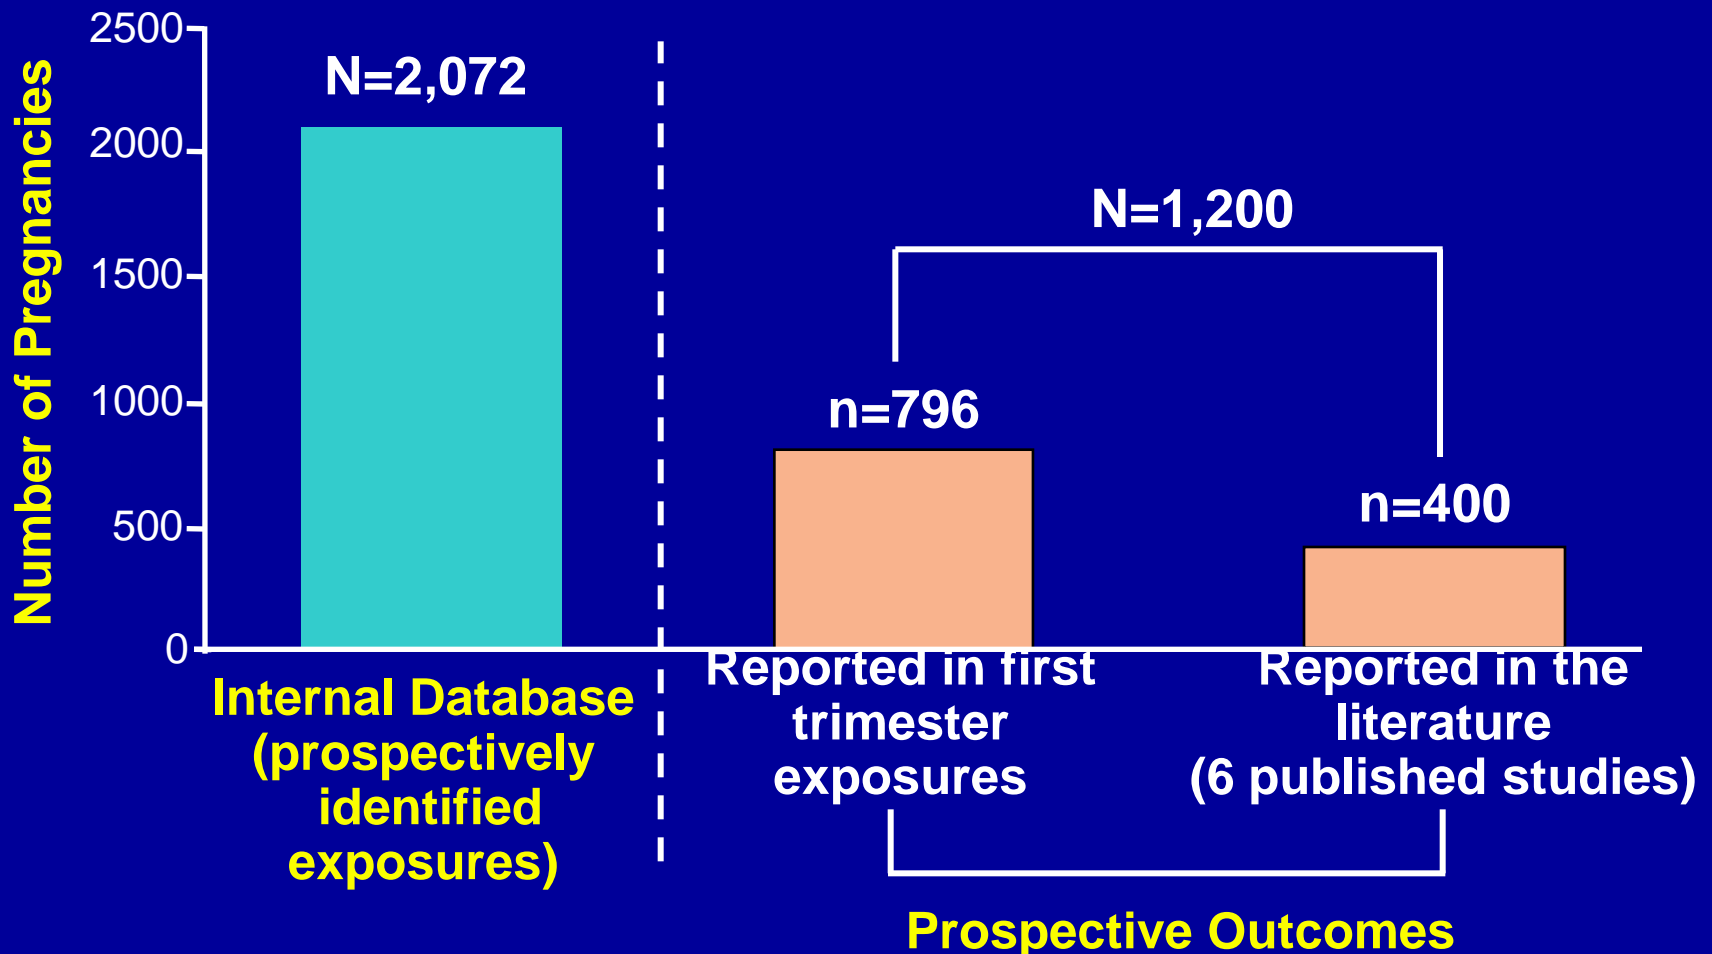 Number of Pregnancies
2500
2000
1500
1000
500
0
N=2,072
N=1,200
n=796
n=400
Internal Database
(prospectively
identified
exposures)
Reported in first
trimester
exposures
Reported in the
literature
(6 published studies)
Prospective Outcomes